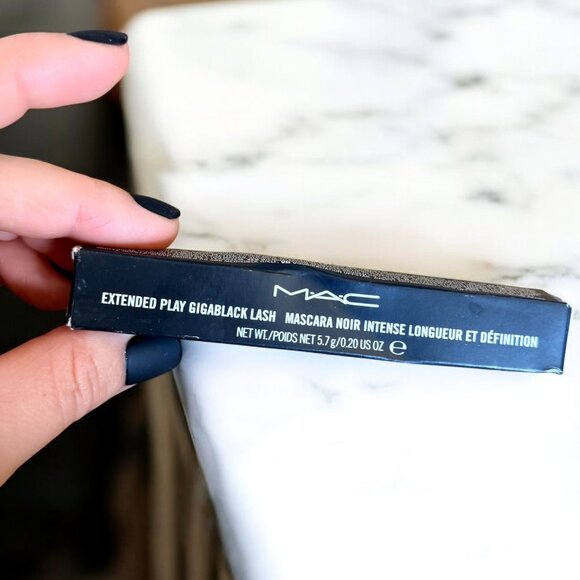 M·A·C
EXTENDED PLAY GIGABLACK LASH MASCARA NOIR INTENSE LONGUEUR ET DÉFINITION
NET WT./POIDS NET 5.7 g/0.20 US OZ ℮